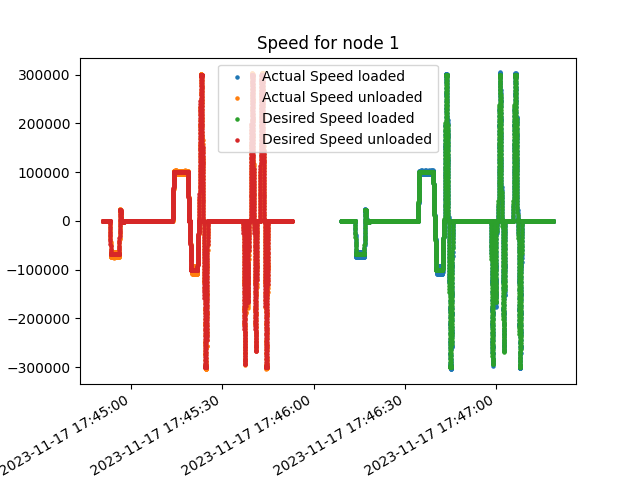 Speed for node 1
Actual Speed loaded
Actual Speed unloaded
Desired Speed loaded
Desired Speed unloaded
300000
200000
100000
0
−100000
−200000
−300000
2023-11-17 17:45:00
2023-11-17 17:45:30
2023-11-17 17:46:00
2023-11-17 17:46:30
2023-11-17 17:47:00